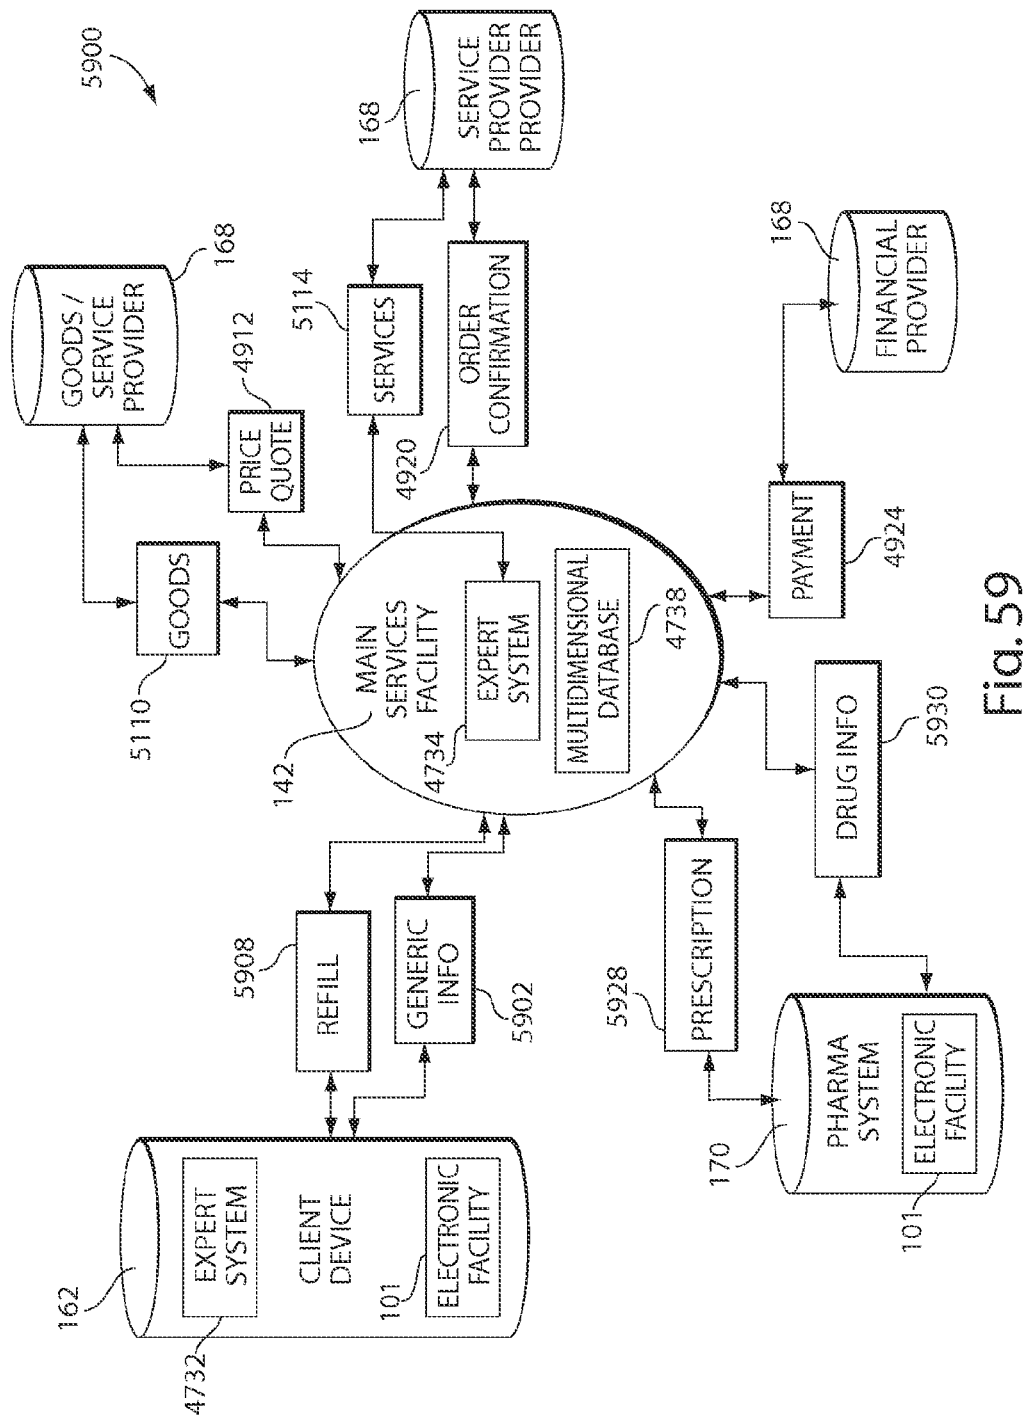 5900
162
4732
EXPERT
SYSTEM
CLIENT
DEVICE
101
ELECTRONIC
FACILITY
5908
REFILL
GENERIC
INFO
5902
5110
GOODS
GOODS /
SERVICE
PROVIDER
168
PRICE
QUOTE
4912
142
MAIN
SERVICES
FACILITY
4734
EXPERT
SYSTEM
MULTIDIMENSIONAL
DATABASE
4738
5114
SERVICES
4920
ORDER
CONFIRMATION
168
SERVICE
PROVIDER
PROVIDER
5928
PRESCRIPTION
170
PHARMA
SYSTEM
101
ELECTRONIC
FACILITY
DRUG INFO
5930
PAYMENT
4924
168
FINANCIAL
PROVIDER
Fig. 59